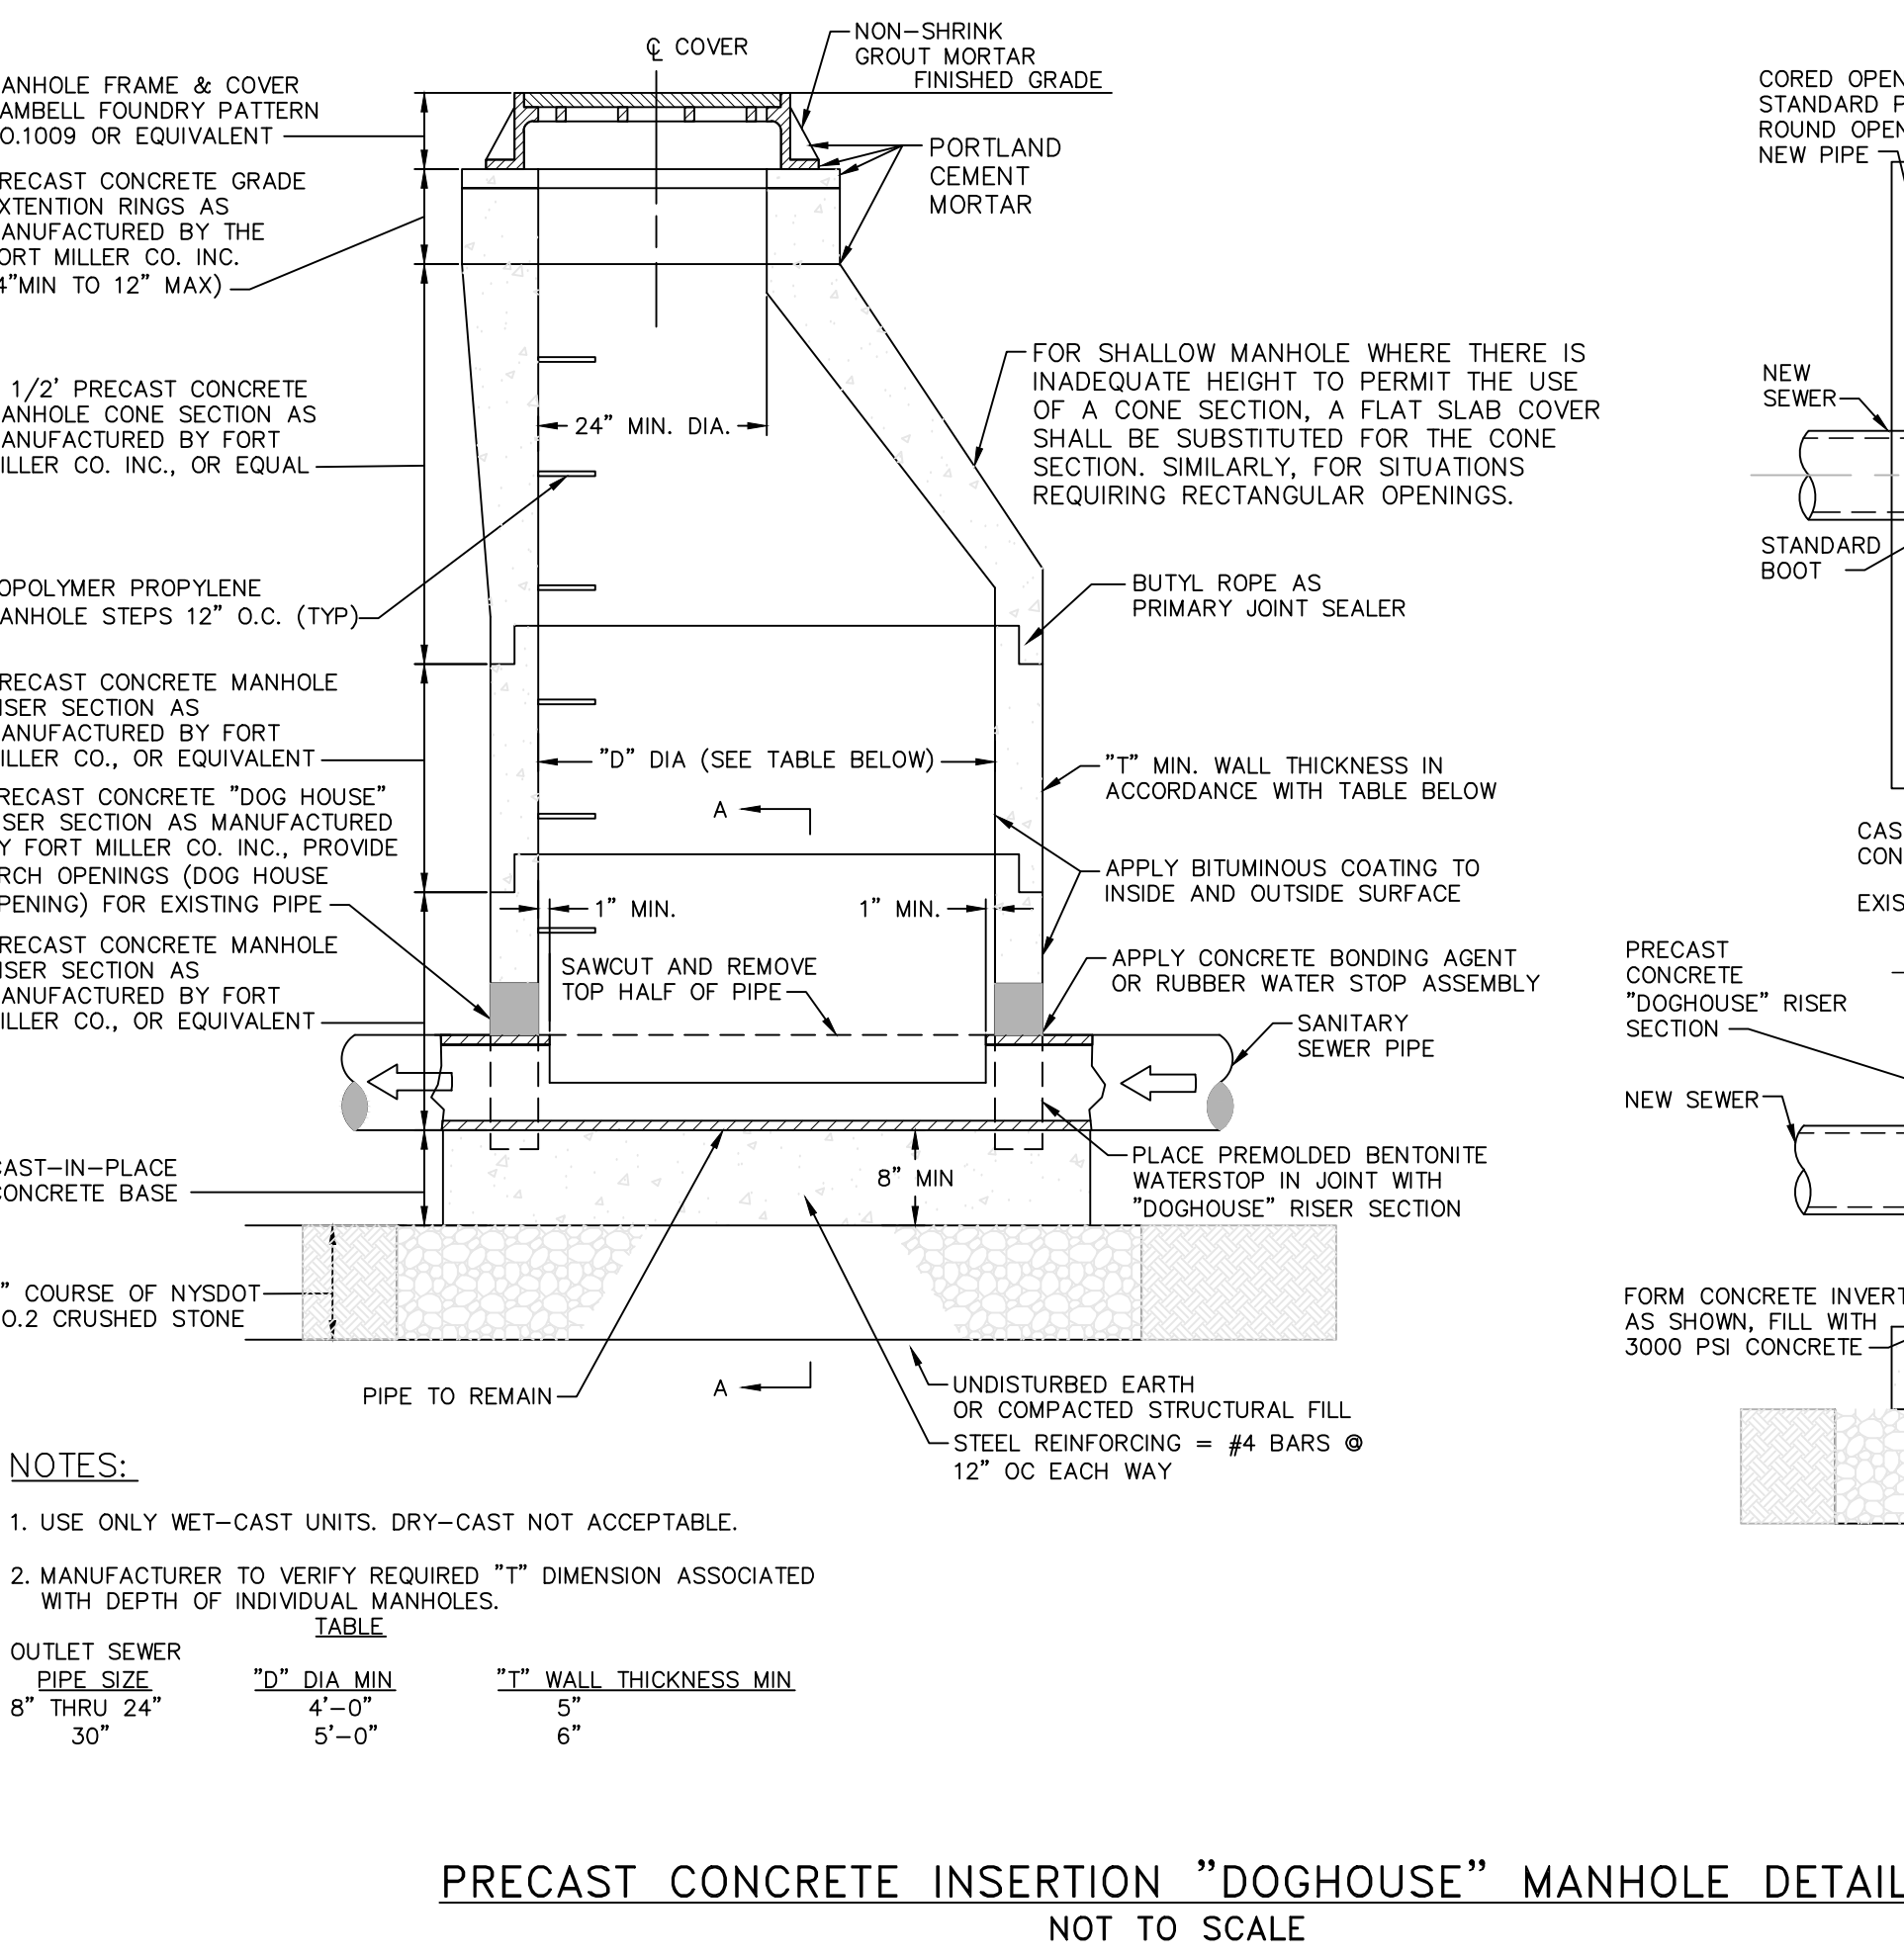 ℄ COVER
NON-SHRINK
GROUT MORTAR
FINISHED GRADE
ANHOLE FRAME & COVER
AMBELL FOUNDRY PATTERN
O.1009 OR EQUIVALENT
RECAST CONCRETE GRADE
XTENTION RINGS AS
ANUFACTURED BY THE
ORT MILLER CO. INC.
4"MIN TO 12" MAX)
PORTLAND
CEMENT
MORTAR
1/2' PRECAST CONCRETE
ANHOLE CONE SECTION AS
ANUFACTURED BY FORT
ILLER CO. INC., OR EQUAL
24" MIN. DIA.
FOR SHALLOW MANHOLE WHERE THERE IS
INADEQUATE HEIGHT TO PERMIT THE USE
OF A CONE SECTION, A FLAT SLAB COVER
SHALL BE SUBSTITUTED FOR THE CONE
SECTION. SIMILARLY, FOR SITUATIONS
REQUIRING RECTANGULAR OPENINGS.
OPOLYMER PROPYLENE
ANHOLE STEPS 12" O.C. (TYP)
BUTYL ROPE AS
PRIMARY JOINT SEALER
RECAST CONCRETE MANHOLE
ISER SECTION AS
ANUFACTURED BY FORT
ILLER CO., OR EQUIVALENT
"D" DIA (SEE TABLE BELOW)
"T" MIN. WALL THICKNESS IN
ACCORDANCE WITH TABLE BELOW
RECAST CONCRETE "DOG HOUSE"
ISER SECTION AS MANUFACTURED
Y FORT MILLER CO. INC., PROVIDE
RCH OPENINGS (DOG HOUSE
PENING) FOR EXISTING PIPE
A
APPLY BITUMINOUS COATING TO
INSIDE AND OUTSIDE SURFACE
1" MIN.
1" MIN.
RECAST CONCRETE MANHOLE
ISER SECTION AS
ANUFACTURED BY FORT
ILLER CO., OR EQUIVALENT
SAWCUT AND REMOVE
TOP HALF OF PIPE
APPLY CONCRETE BONDING AGENT
OR RUBBER WATER STOP ASSEMBLY
SANITARY
SEWER PIPE
CAST-IN-PLACE
ONCRETE BASE
8" MIN
PLACE PREMOLDED BENTONITE
WATERSTOP IN JOINT WITH
"DOGHOUSE" RISER SECTION
" COURSE OF NYSDOT
O.2 CRUSHED STONE
PIPE TO REMAIN
A
UNDISTURBED EARTH
OR COMPACTED STRUCTURAL FILL
STEEL REINFORCING = #4 BARS @
12" OC EACH WAY
CORED OPEN
STANDARD P
ROUND OPEN
NEW PIPE
NEW
SEWER
STANDARD
BOOT
CAS
CON
EXIS
PRECAST
CONCRETE
"DOGHOUSE" RISER
SECTION
NEW SEWER
FORM CONCRETE INVERT
AS SHOWN, FILL WITH
3000 PSI CONCRETE
NOTES:
1. USE ONLY WET-CAST UNITS. DRY-CAST NOT ACCEPTABLE.
2. MANUFACTURER TO VERIFY REQUIRED "T" DIMENSION ASSOCIATED
WITH DEPTH OF INDIVIDUAL MANHOLES.
TABLE
OUTLET SEWER
PIPE SIZE "D" DIA MIN "T" WALL THICKNESS MIN
8" THRU 24" 4'-0" 5"
30" 5'-0" 6"
PRECAST CONCRETE INSERTION "DOGHOUSE" MANHOLE DETAIL
NOT TO SCALE